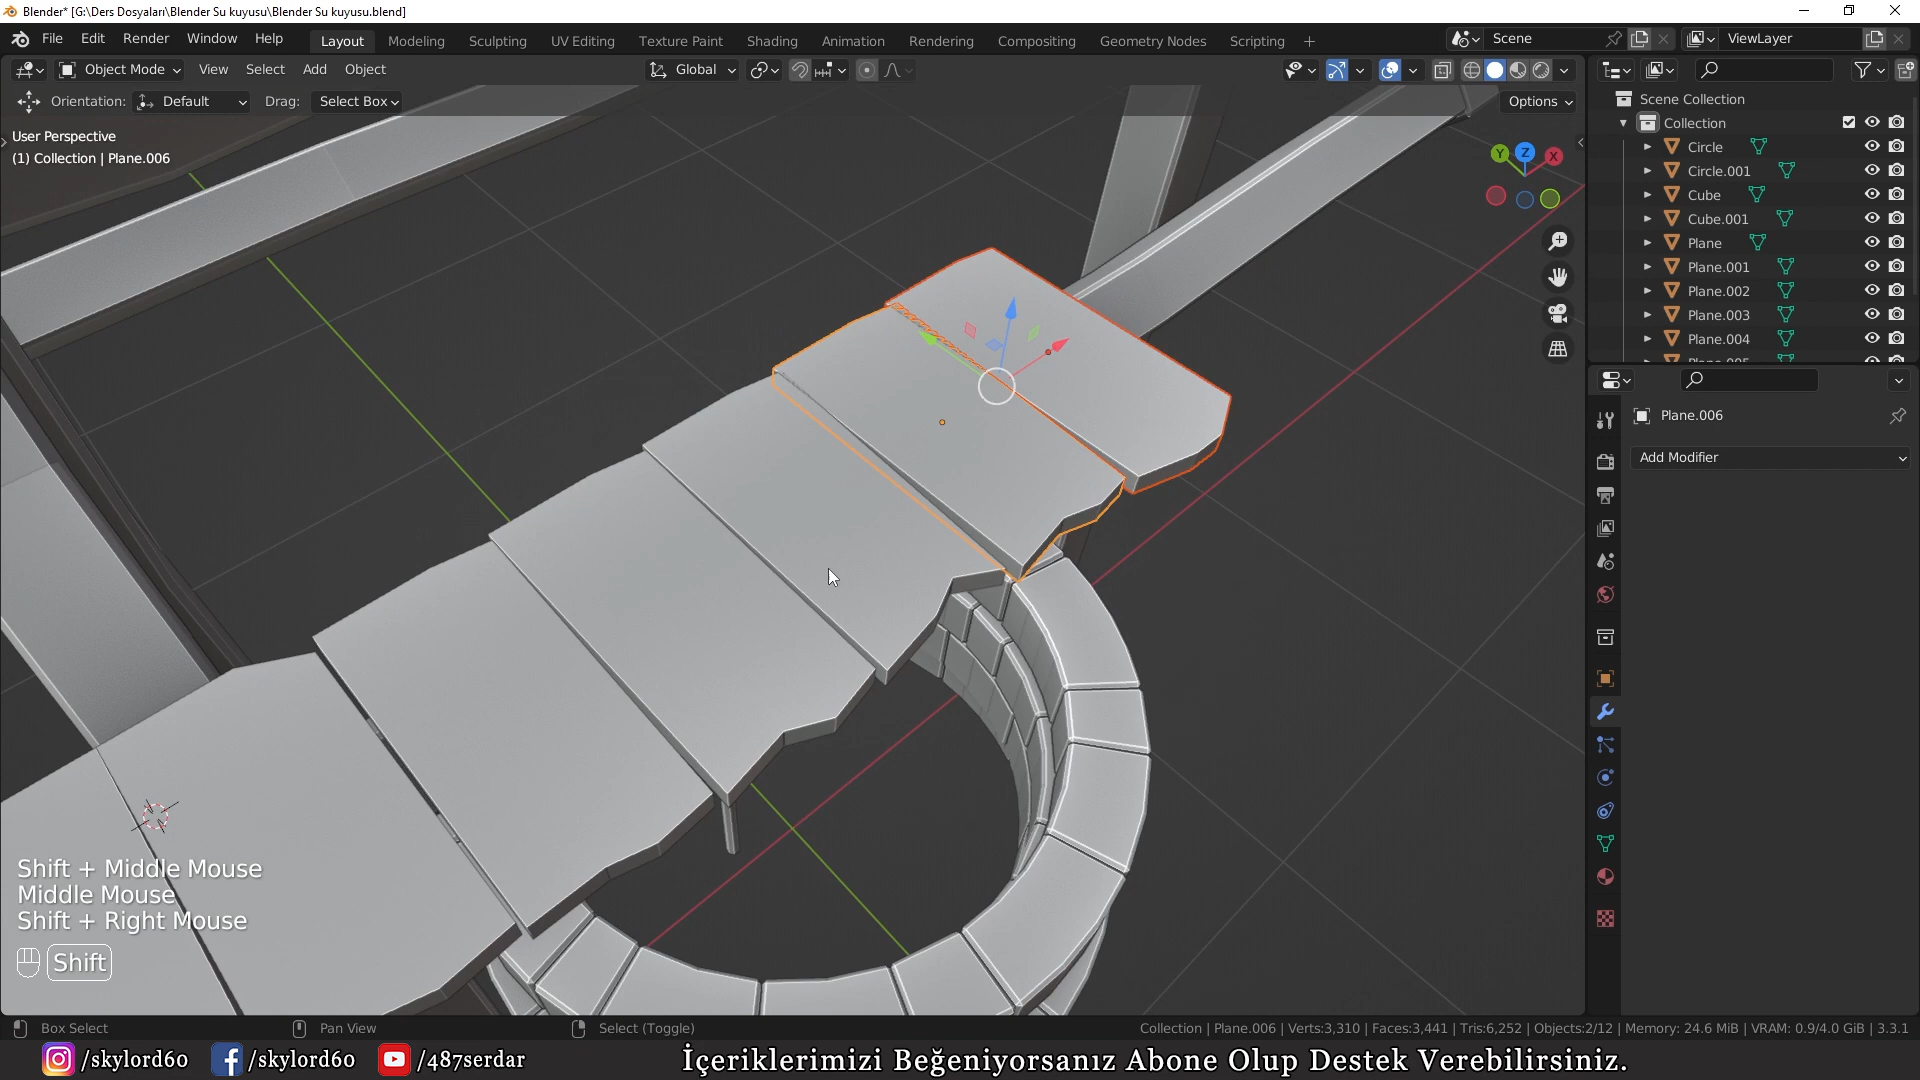 Blender* [G:\Ders Dosyaları\Blender Su kuyusu\Blender Su kuyusu.blend]
File Edit Render Window Help Layout Modeling Sculpting UV Editing Texture Paint Shading Animation Rendering Compositing Geometry Nodes Scripting + Scene ViewLayer
Object Mode View Select Add Object Global
Orientation: Default Drag: Select Box Options
User Perspective
(1) Collection | Plane.006
Z
Y
X
Scene Collection
Collection
Circle
Circle.001
Cube
Cube.001
Plane
Plane.001
Plane.002
Plane.003
Plane.004
Plane.006
Add Modifier
Shift + Middle Mouse
Middle Mouse
Shift + Right Mouse
Shift
Box Select Pan View Select (Toggle) Collection | Plane.006 | Verts:3,310 | Faces:3,441 | Tris:6,252 | Objects:2/12 | Memory: 24.6 MiB | VRAM: 0.9/4.0 GiB | 3.3.1
/skylord60 /skylord60 /487serdar İçeriklerimizi Beğeniyorsanız Abone Olup Destek Verebilirsiniz.